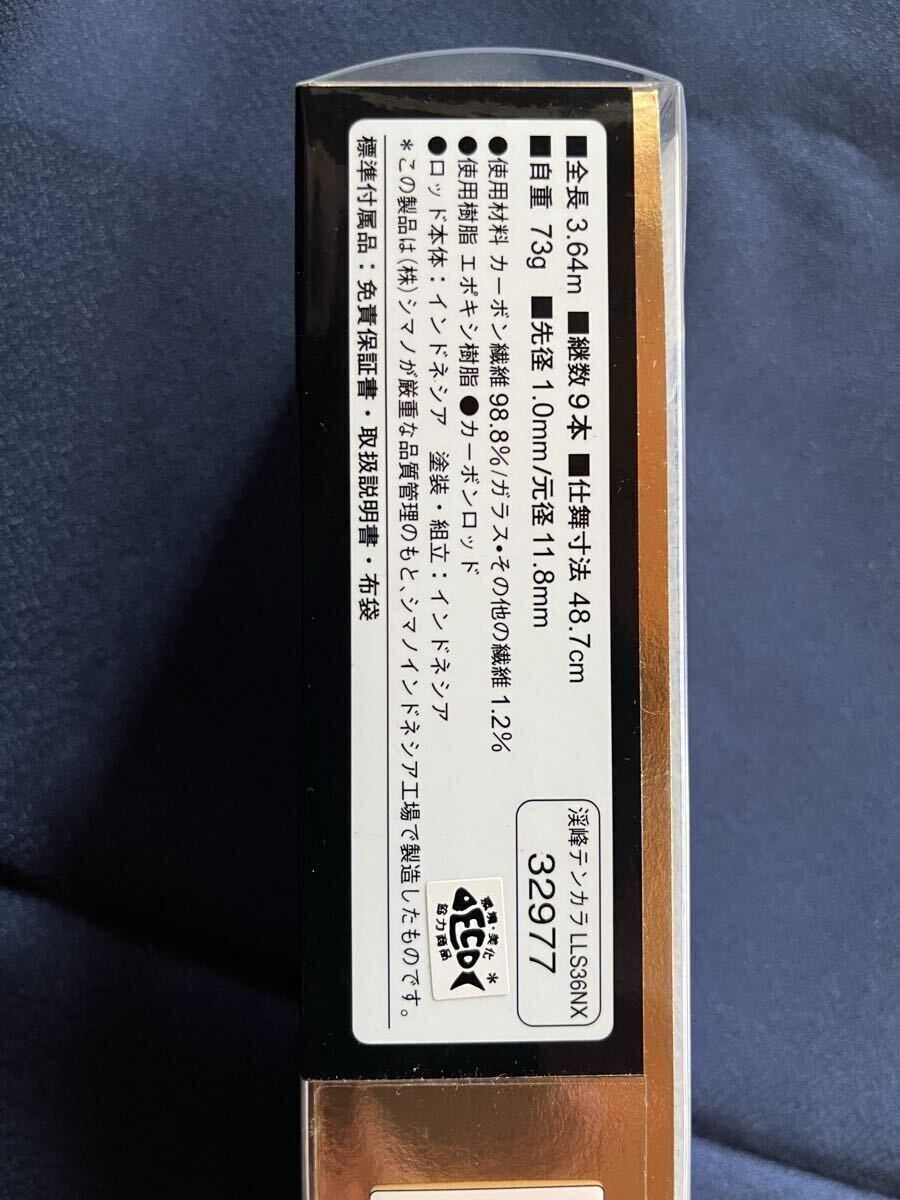 ■全長 3.64m ■継数 9本 ■仕舞寸法 48.7cm
■自重 73g ■先径 1.0mm/元径 11.8mm
●使用材料 カーボン繊維 98.8%/ガラス・その他の繊維 1.2%
●使用樹脂 エポキシ樹脂 ●カーボンロッド
●ロッド本体：インドネシア 塗装・組立：インドネシア
＊この製品は(株)シマノが厳重な品質管理のもと、シマノインドネシア工場で製造したものです。
標準付属品：免責保証書・取扱説明書・布袋
渓峰テンカラ LLS36NX
32977
環境・美化 *
ECO
協力商品